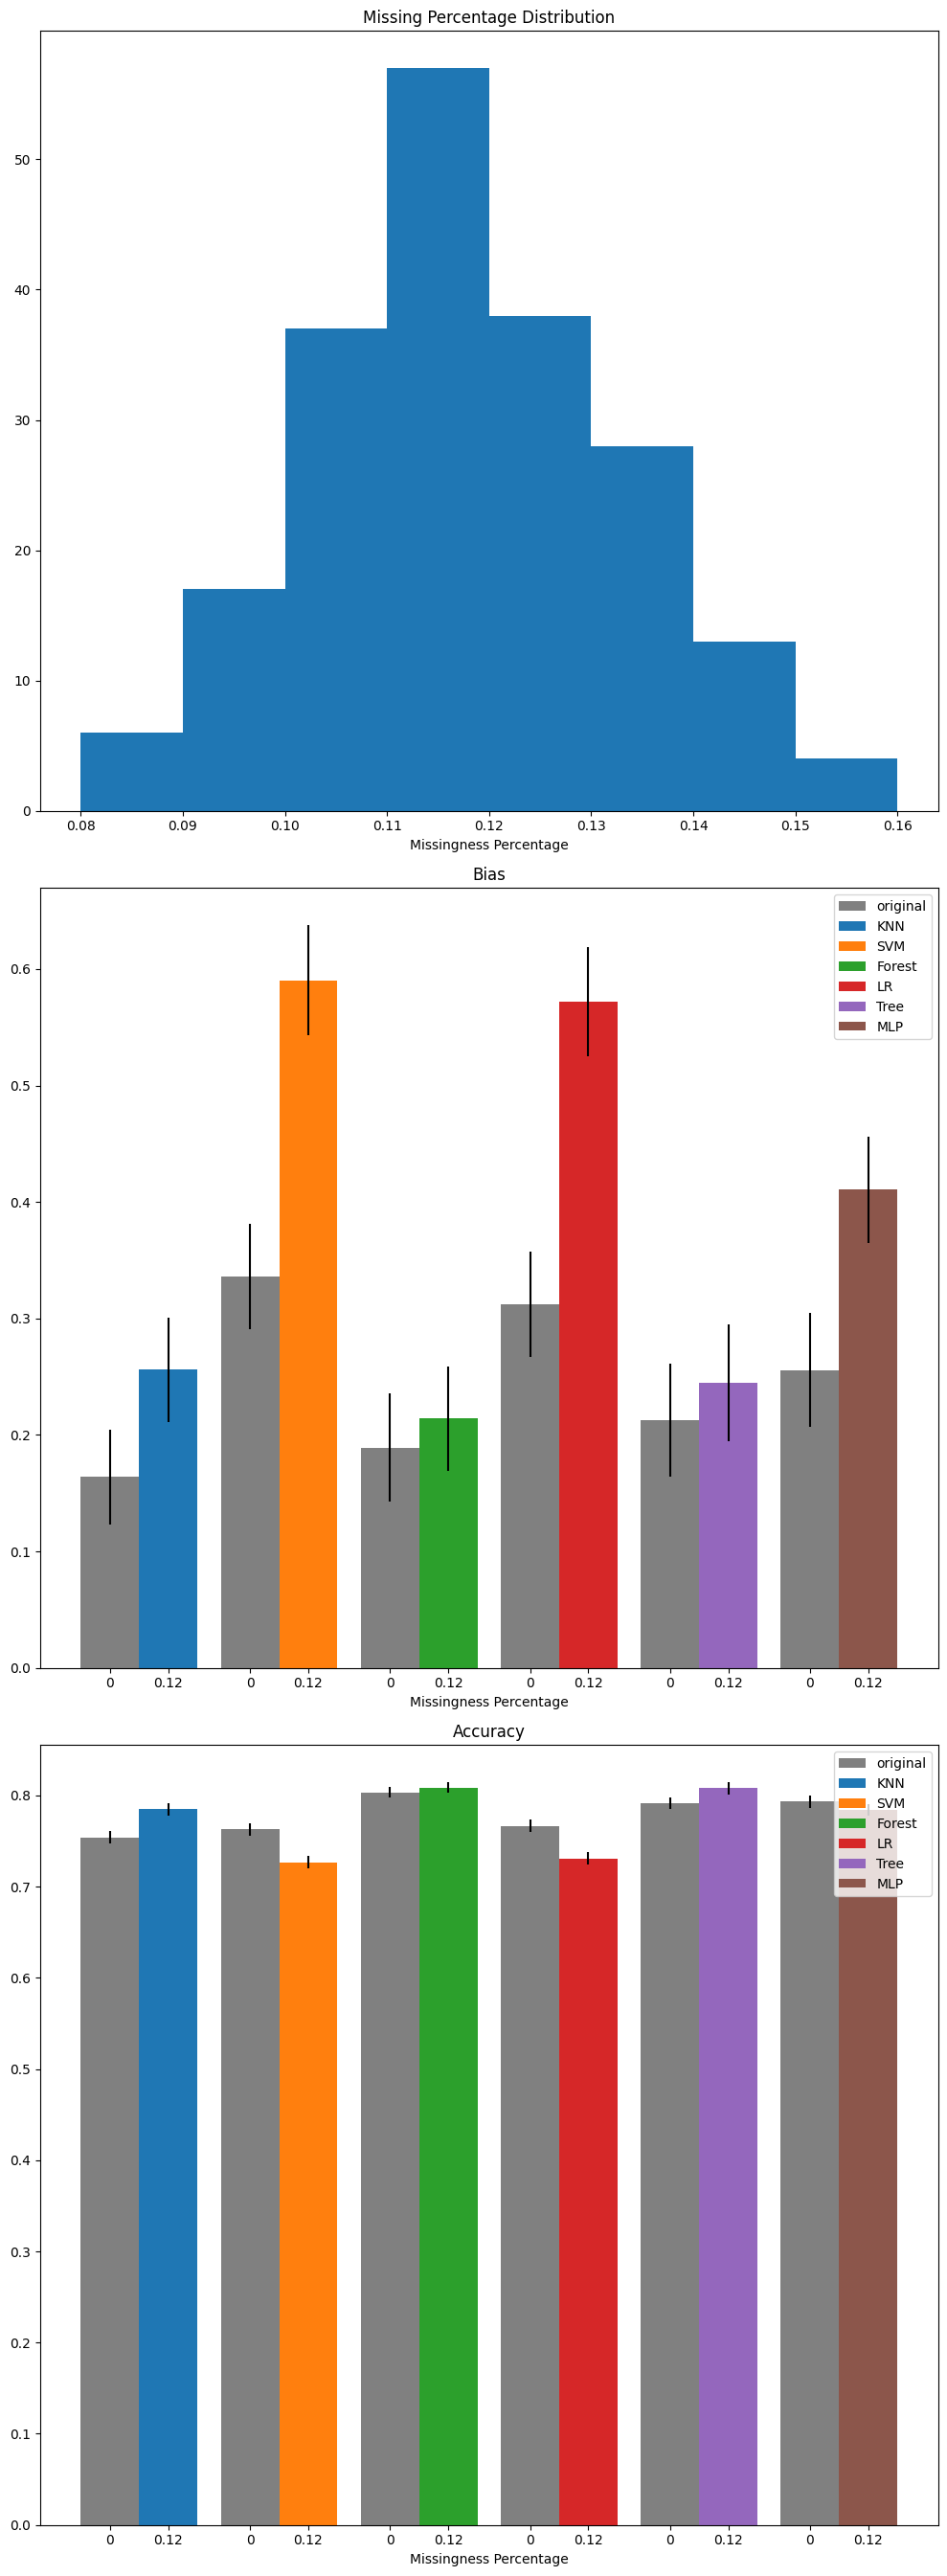 Missing Percentage Distribution
50
40
30
20
10
0
0.08 0.09 0.10 0.11 0.12 0.13 0.14 0.15 0.16
Missingness Percentage
Bias
original
KNN
SVM
Forest
LR
Tree
MLP
0.6
0.5
0.4
0.3
0.2
0.1
0.0
0 0.12 0 0.12 0 0.12 0 0.12 0 0.12 0 0.12
Missingness Percentage
Accuracy
original
KNN
SVM
Forest
LR
Tree
MLP
0.8
0.7
0.6
0.5
0.4
0.3
0.2
0.1
0.0
0 0.12 0 0.12 0 0.12 0 0.12 0 0.12 0 0.12
Missingness Percentage